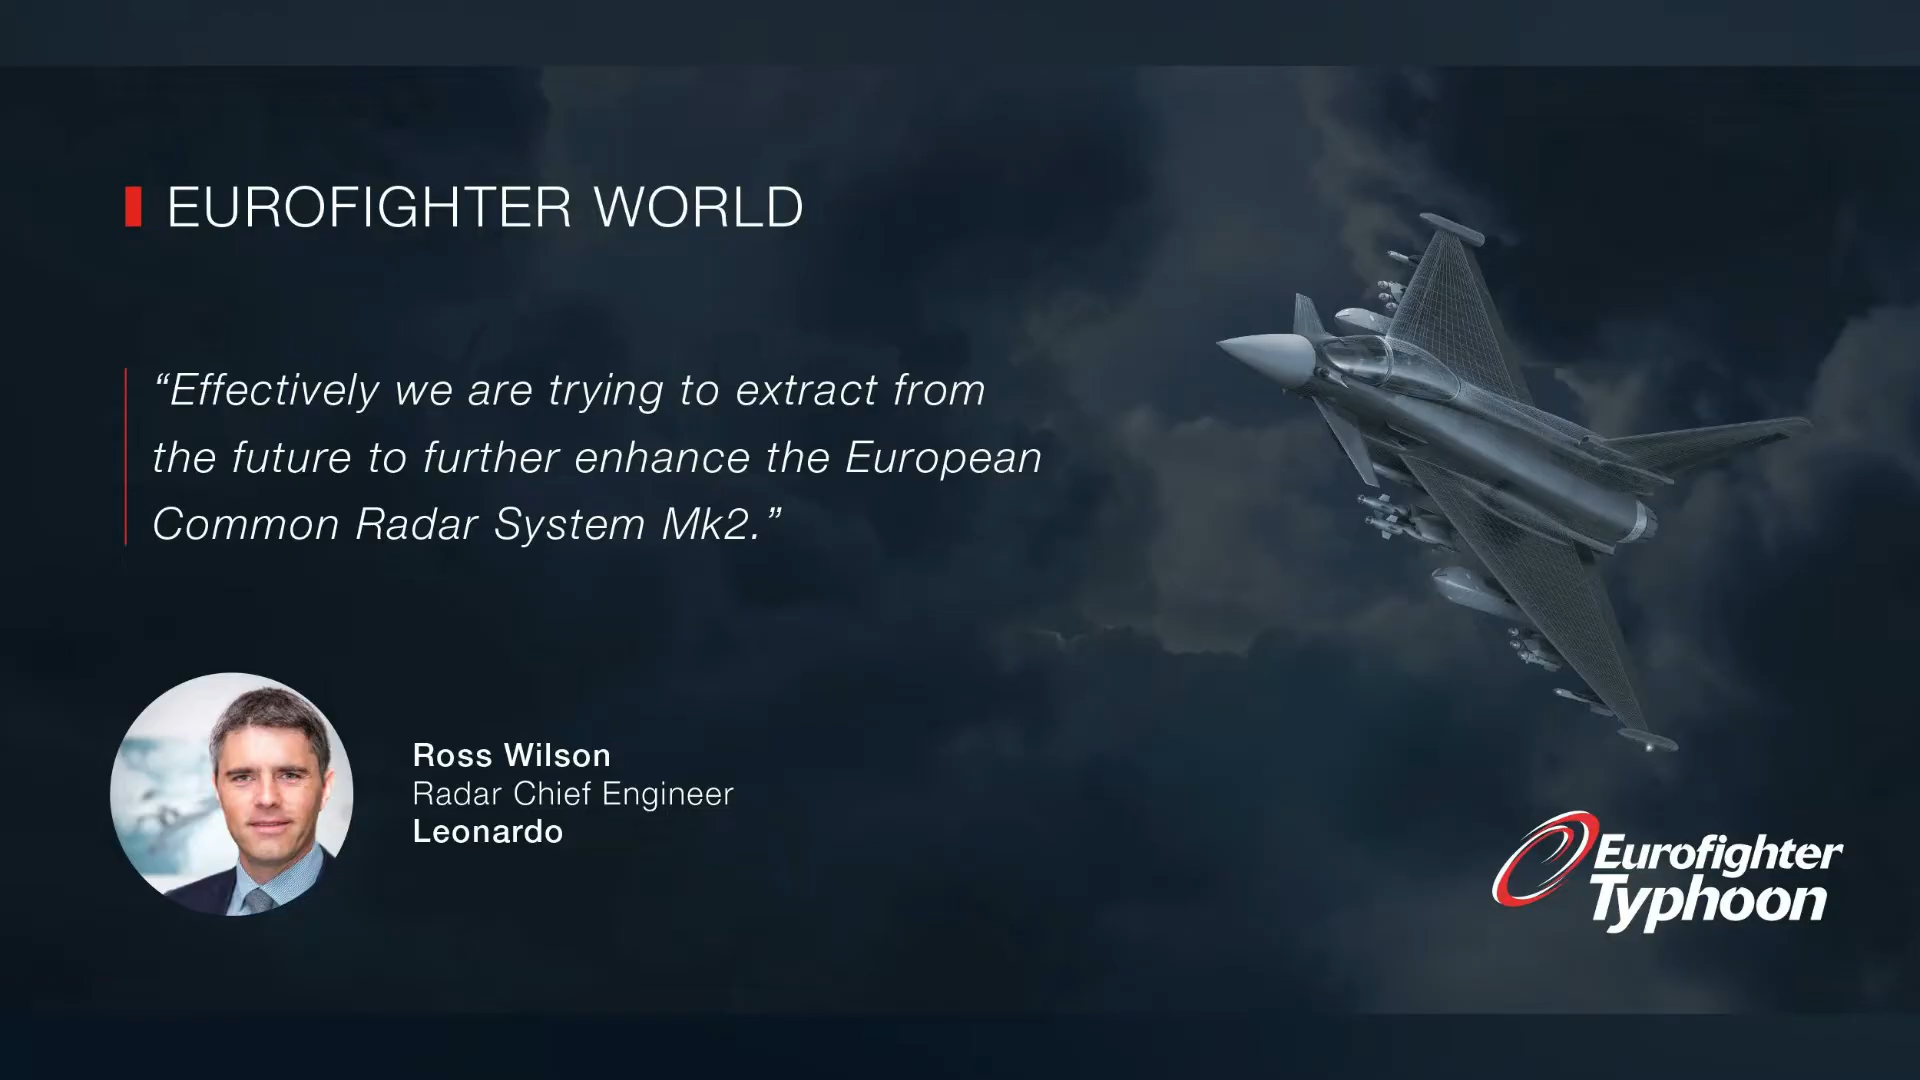 EUROFIGHTER WORLD
“Effectively we are trying to extract from
the future to further enhance the European
Common Radar System Mk2.”
Ross Wilson
Radar Chief Engineer
Leonardo
Eurofighter
Typhoon